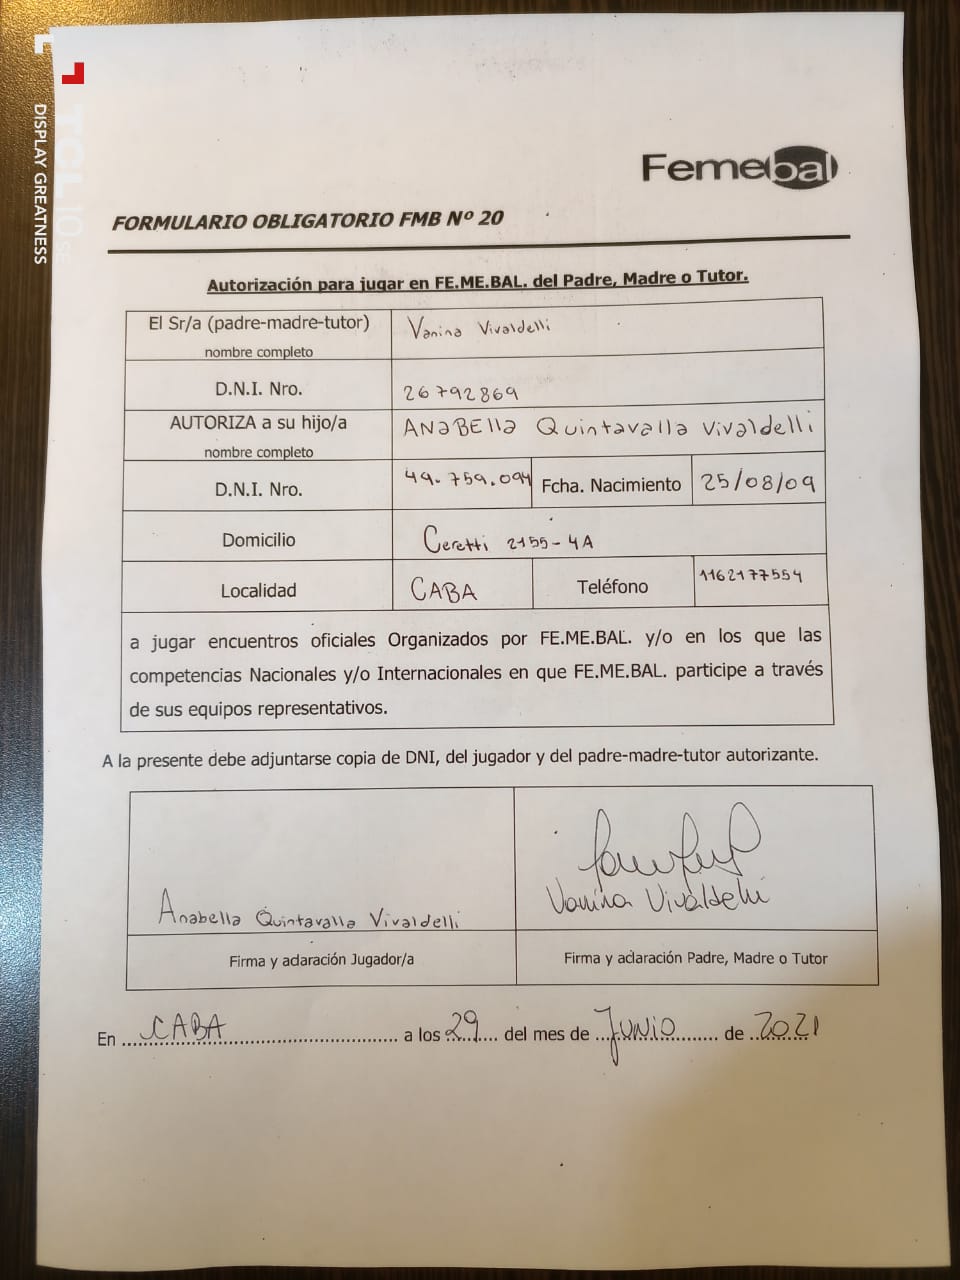 TCL 10 SE
DISPLAY GREATNESS
Femebal
FORMULARIO OBLIGATORIO FMB Nº 20
Autorización para jugar en FE.ME.BAL. del Padre, Madre o Tutor.
El Sr/a (padre-madre-tutor)
nombre completo
Vanina Vivaldelli
D.N.I. Nro.
26792869
AUTORIZA a su hijo/a
nombre completo
ANaBElla Quintavalla Vivaldelli
D.N.I. Nro.
49.759.094
Fcha. Nacimiento
25/08/09
Domicilio
Ceretti 2155-4A
Localidad
CABA
Teléfono
1162177554
a jugar encuentros oficiales Organizados por FE.ME.BAL. y/o en los que las
competencias Nacionales y/o Internacionales en que FE.ME.BAL. participe a través
de sus equipos representativos.
A la presente debe adjuntarse copia de DNI, del jugador y del padre-madre-tutor autorizante.
Anabella Quintavalla Vivaldelli
Vanina Vivaldelli
Firma y aclaración Jugador/a
Firma y aclaración Padre, Madre o Tutor
En CABA a los 29 del mes de Junio de 2021